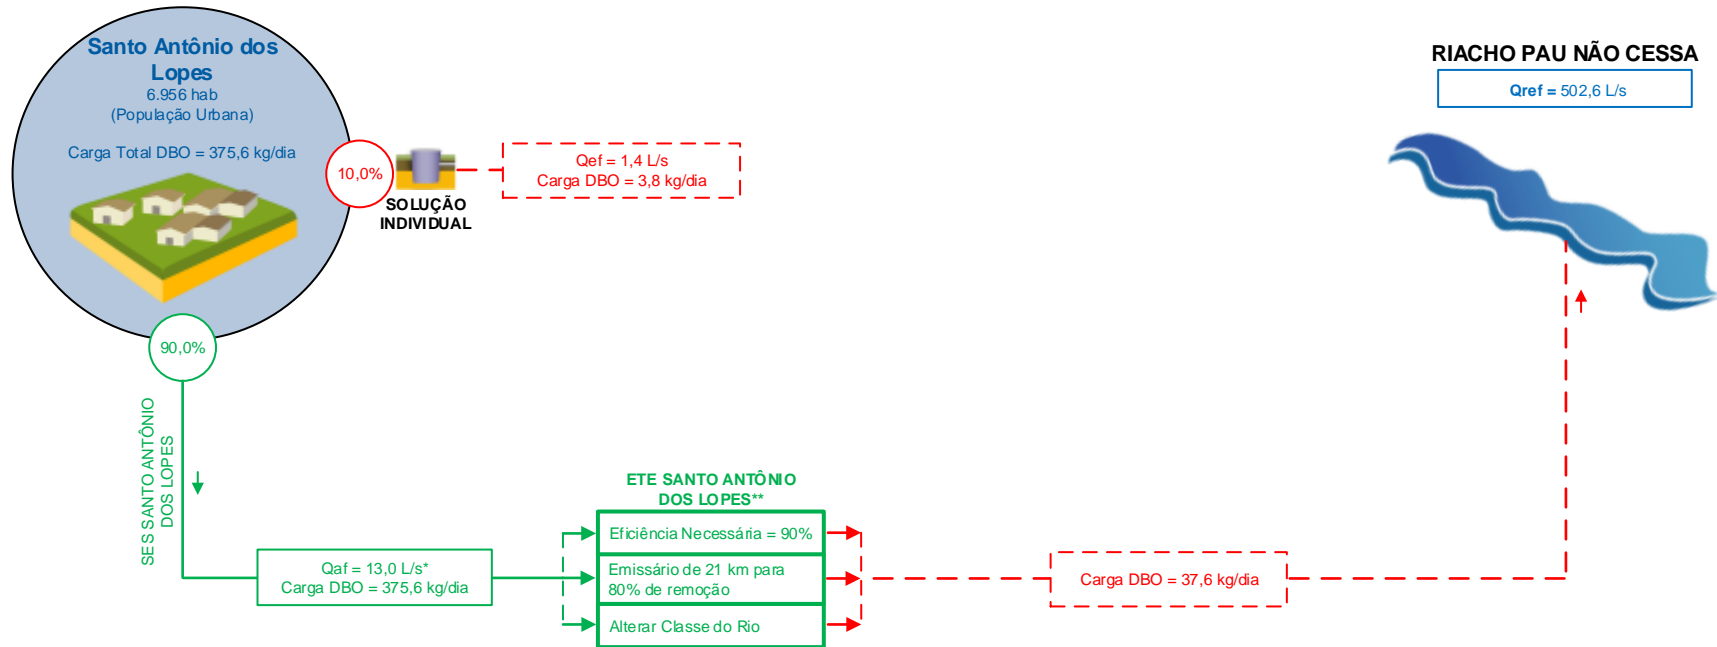 Santo Antônio dos
Lopes
6.956 hab
(População Urbana)
Carga Total DBO = 375,6 kg/dia
10,0%
SOLUÇÃO
INDIVIDUAL
Qef = 1,4 L/s
Carga DBO = 3,8 kg/dia
RIACHO PAU NÃO CESSA
Qref = 502,6 L/s
90,0%
SES SANTO ANTÔNIO
DOS LOPES
Qaf = 13,0 L/s*
Carga DBO = 375,6 kg/dia
ETE SANTO ANTÔNIO
DOS LOPES**
Eficiência Necessária = 90%
Emissário de 21 km para
80% de remoção
Alterar Classe do Rio
Carga DBO = 37,6 kg/dia